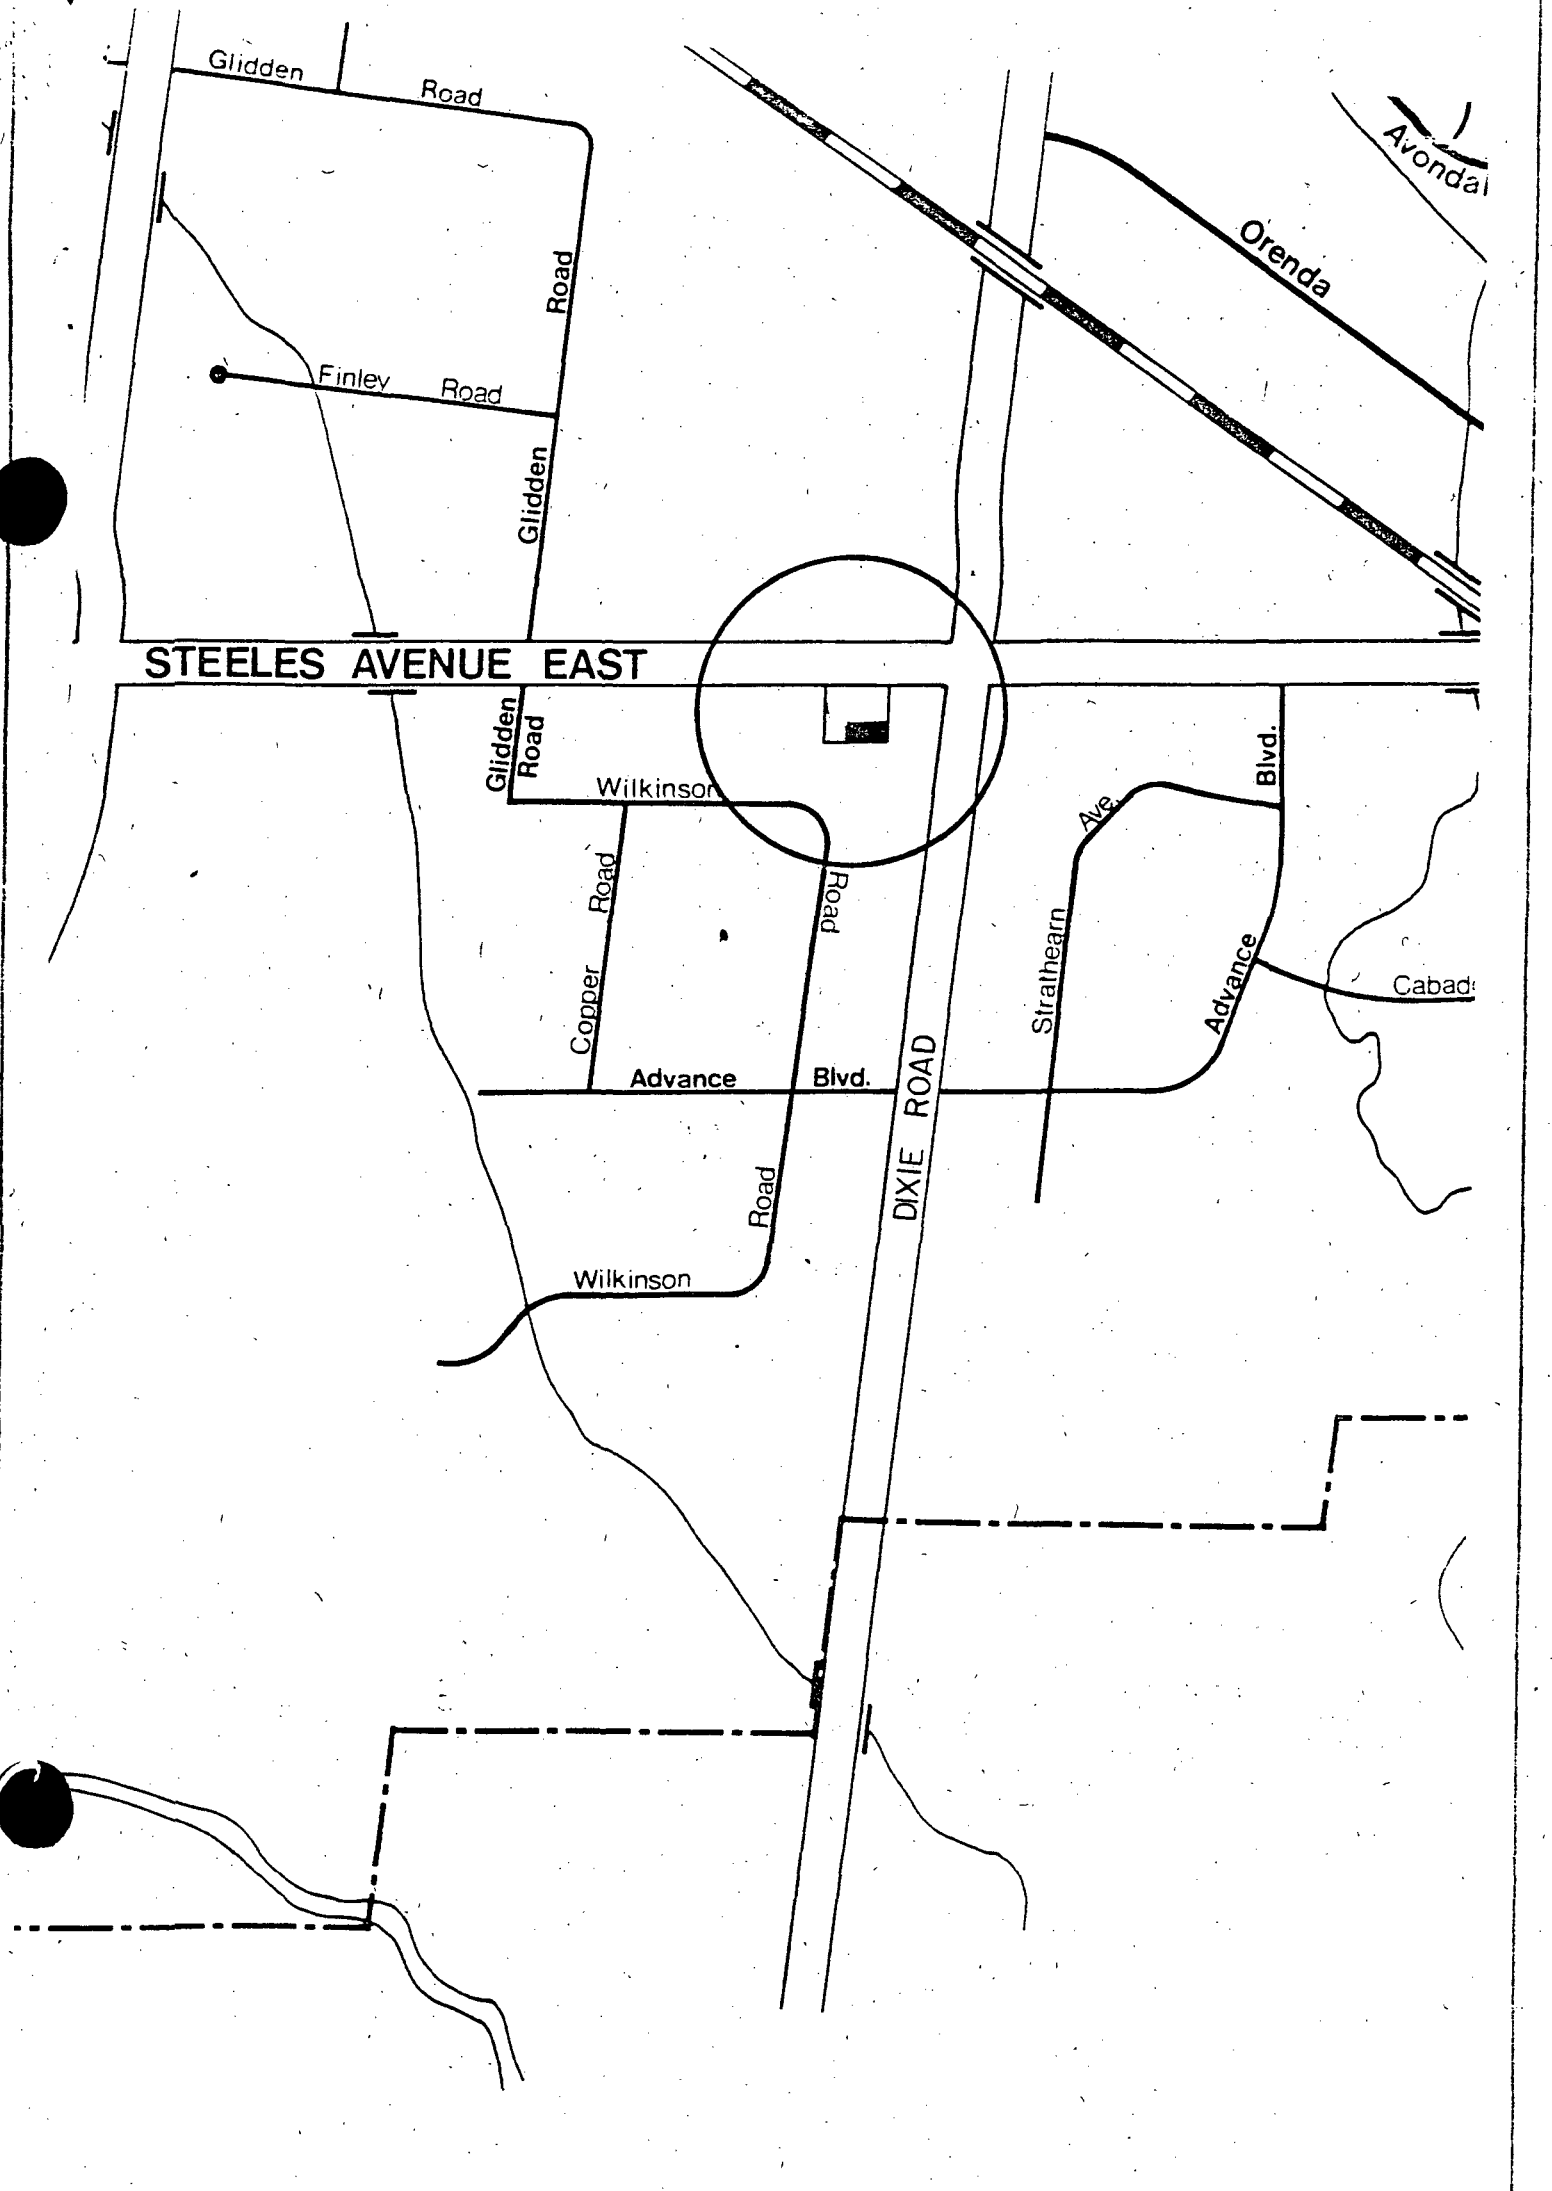 Glidden Road
Avondal
Orenda
Road
Finley Road
Glidden
STEELES AVENUE EAST
Glidden Road
Blvd.
Wilkinson
Ave.
Road
Road
Strathearn
Advance
Copper
Cabad
DIXIE ROAD
Advance Blvd.
Road
Wilkinson